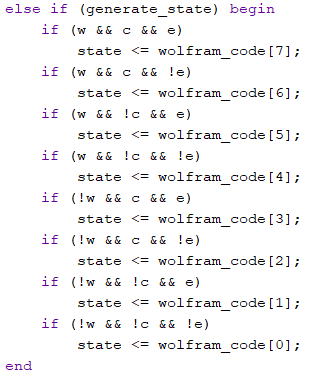 else if (generate_state) begin
    if (w && c && e)
        state <= wolfram_code[7];
    if (w && c && !e)
        state <= wolfram_code[6];
    if (w && !c && e)
        state <= wolfram_code[5];
    if (w && !c && !e)
        state <= wolfram_code[4];
    if (!w && c && e)
        state <= wolfram_code[3];
    if (!w && c && !e)
        state <= wolfram_code[2];
    if (!w && !c && e)
        state <= wolfram_code[1];
    if (!w && !c && !e)
        state <= wolfram_code[0];
end